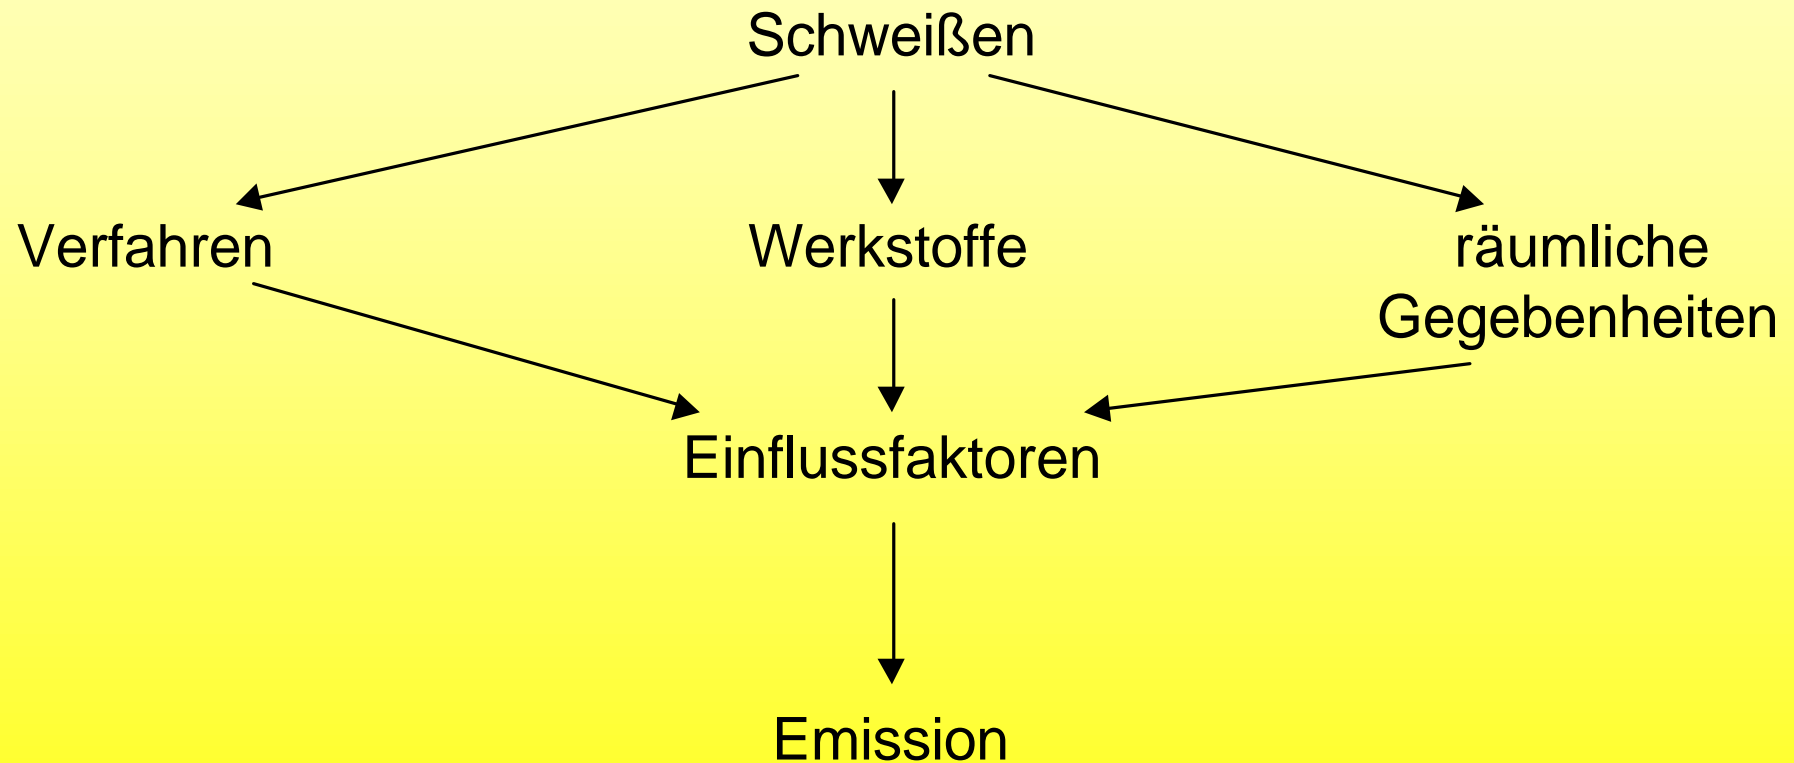 Schweißen
Verfahren
Werkstoffe
räumliche
Gegebenheiten
Einflussfaktoren
Emission